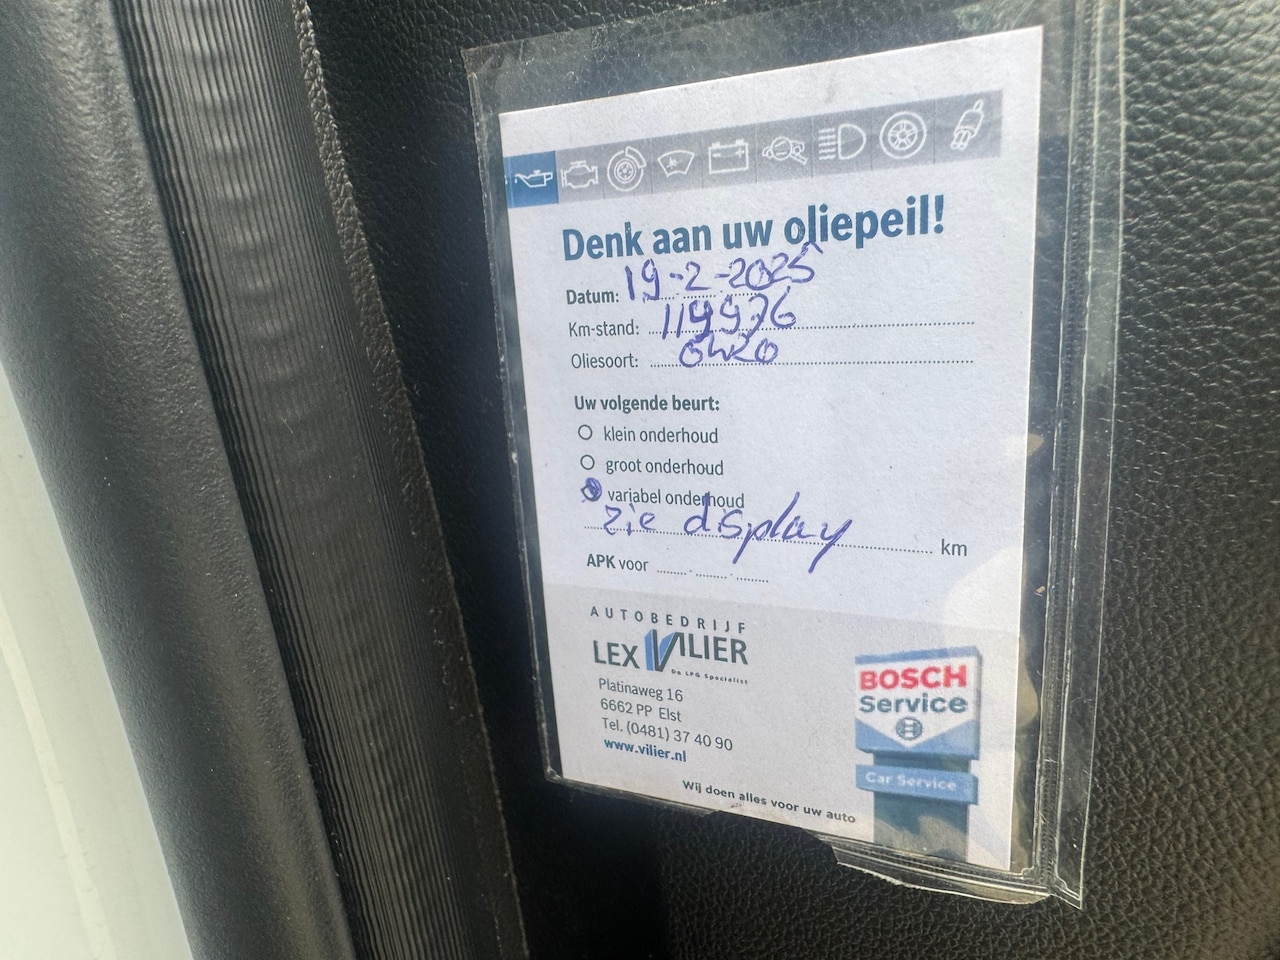 Denk aan uw oliepeil!
Datum: 19-2-2025
Km-stand: 119976
Oliesoort: 0W20
Uw volgende beurt:
klein onderhoud
groot onderhoud
variabel onderhoud
zie display km
APK voor
AUTOBEDRIJF
LEX VILIER
De LPG Specialist
Platinaweg 16
6662 PP Elst
Tel. (0481) 37 40 90
www.vilier.nl
BOSCH
Service
Car Service
Wij doen alles voor uw auto